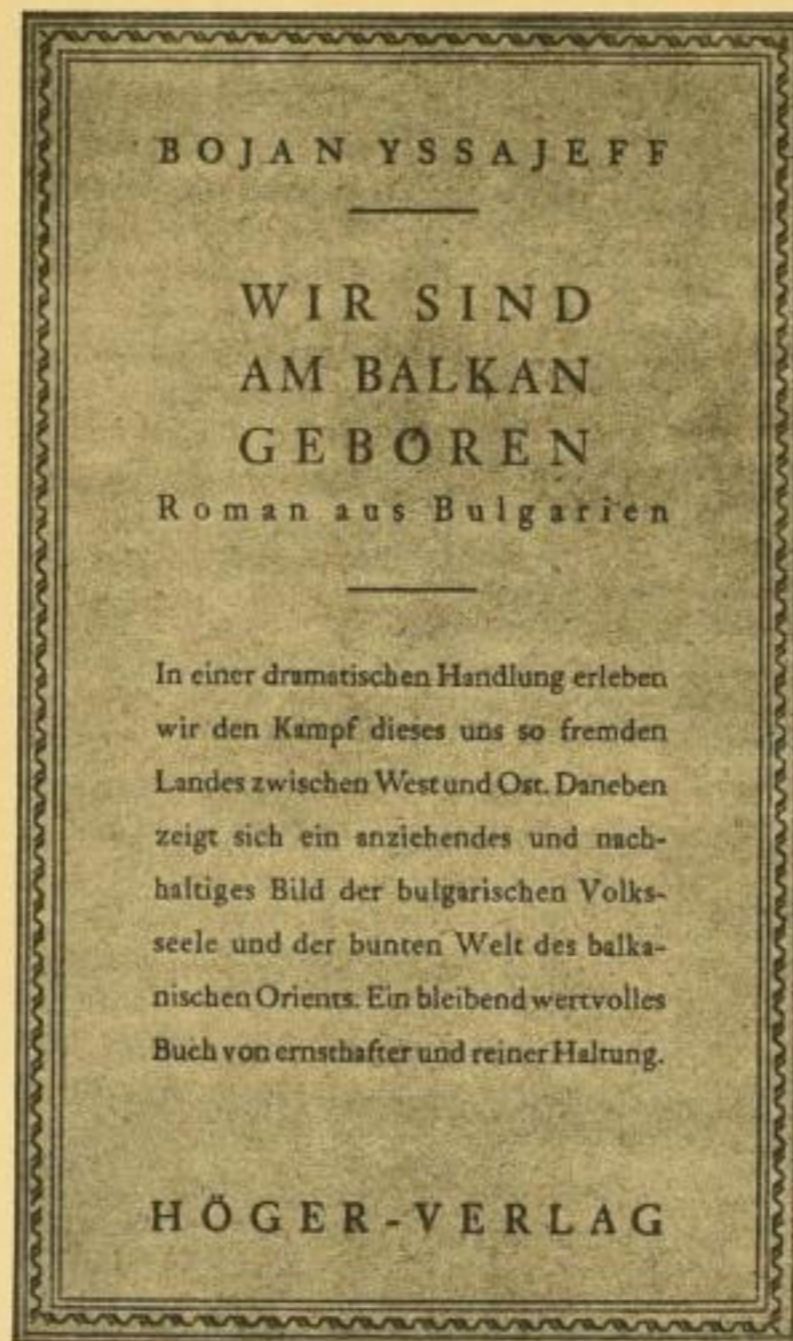 BOJAN YSSAJEFF
WIR SIND
AM BALKAN
GEBOREN
Roman aus Bulgarien
In einer dramatischen Handlung erleben
wir den Kampf dieses uns so fremden
Landes zwischen West und Ost. Daneben
zeigt sich ein anziehendes und nach-
haltiges Bild der bulgarischen Volks-
seele und der bunten Welt des balka-
nischen Orients. Ein bleibend wertvolles
Buch von ernsthafter und reiner Haltung.
HÖGER-VERLAG